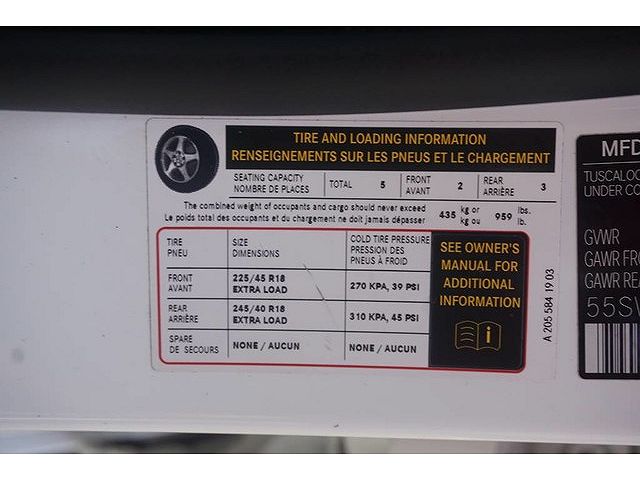 TIRE AND LOADING INFORMATION
RENSEIGNEMENTS SUR LES PNEUS ET LE CHARGEMENT
SEATING CAPACITY
NOMBRE DE PLACES
TOTAL 5
FRONT
AVANT
2
REAR
ARRIÈRE
3
The combined weight of occupants and cargo should never exceed
Le poids total des occupants et du chargement ne doit jamais dépasser
435 kg or
kg ou
959 lbs.
lb.
TIRE
PNEU
SIZE
DIMENSIONS
COLD TIRE PRESSURE
PRESSION DES
PNEUS À FROID
FRONT
AVANT
225/45 R18
EXTRA LOAD
270 KPA, 39 PSI
REAR
ARRIÈRE
245/40 R18
EXTRA LOAD
310 KPA, 45 PSI
SPARE
DE SECOURS
NONE / AUCUN
NONE / AUCUN
SEE OWNER'S
MANUAL FOR
ADDITIONAL
INFORMATION
i
A 205 584 19 03
MFD
TUSCALOO
UNDER CO
GVWR
GAWR FRO
GAWR REA
55SW